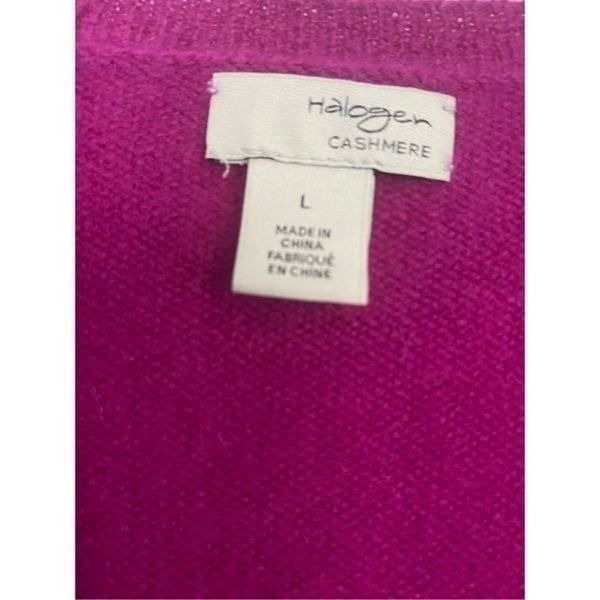 Halogen
CASHMERE
L
MADE IN
CHINA
FABRIQUÉ
EN CHINE